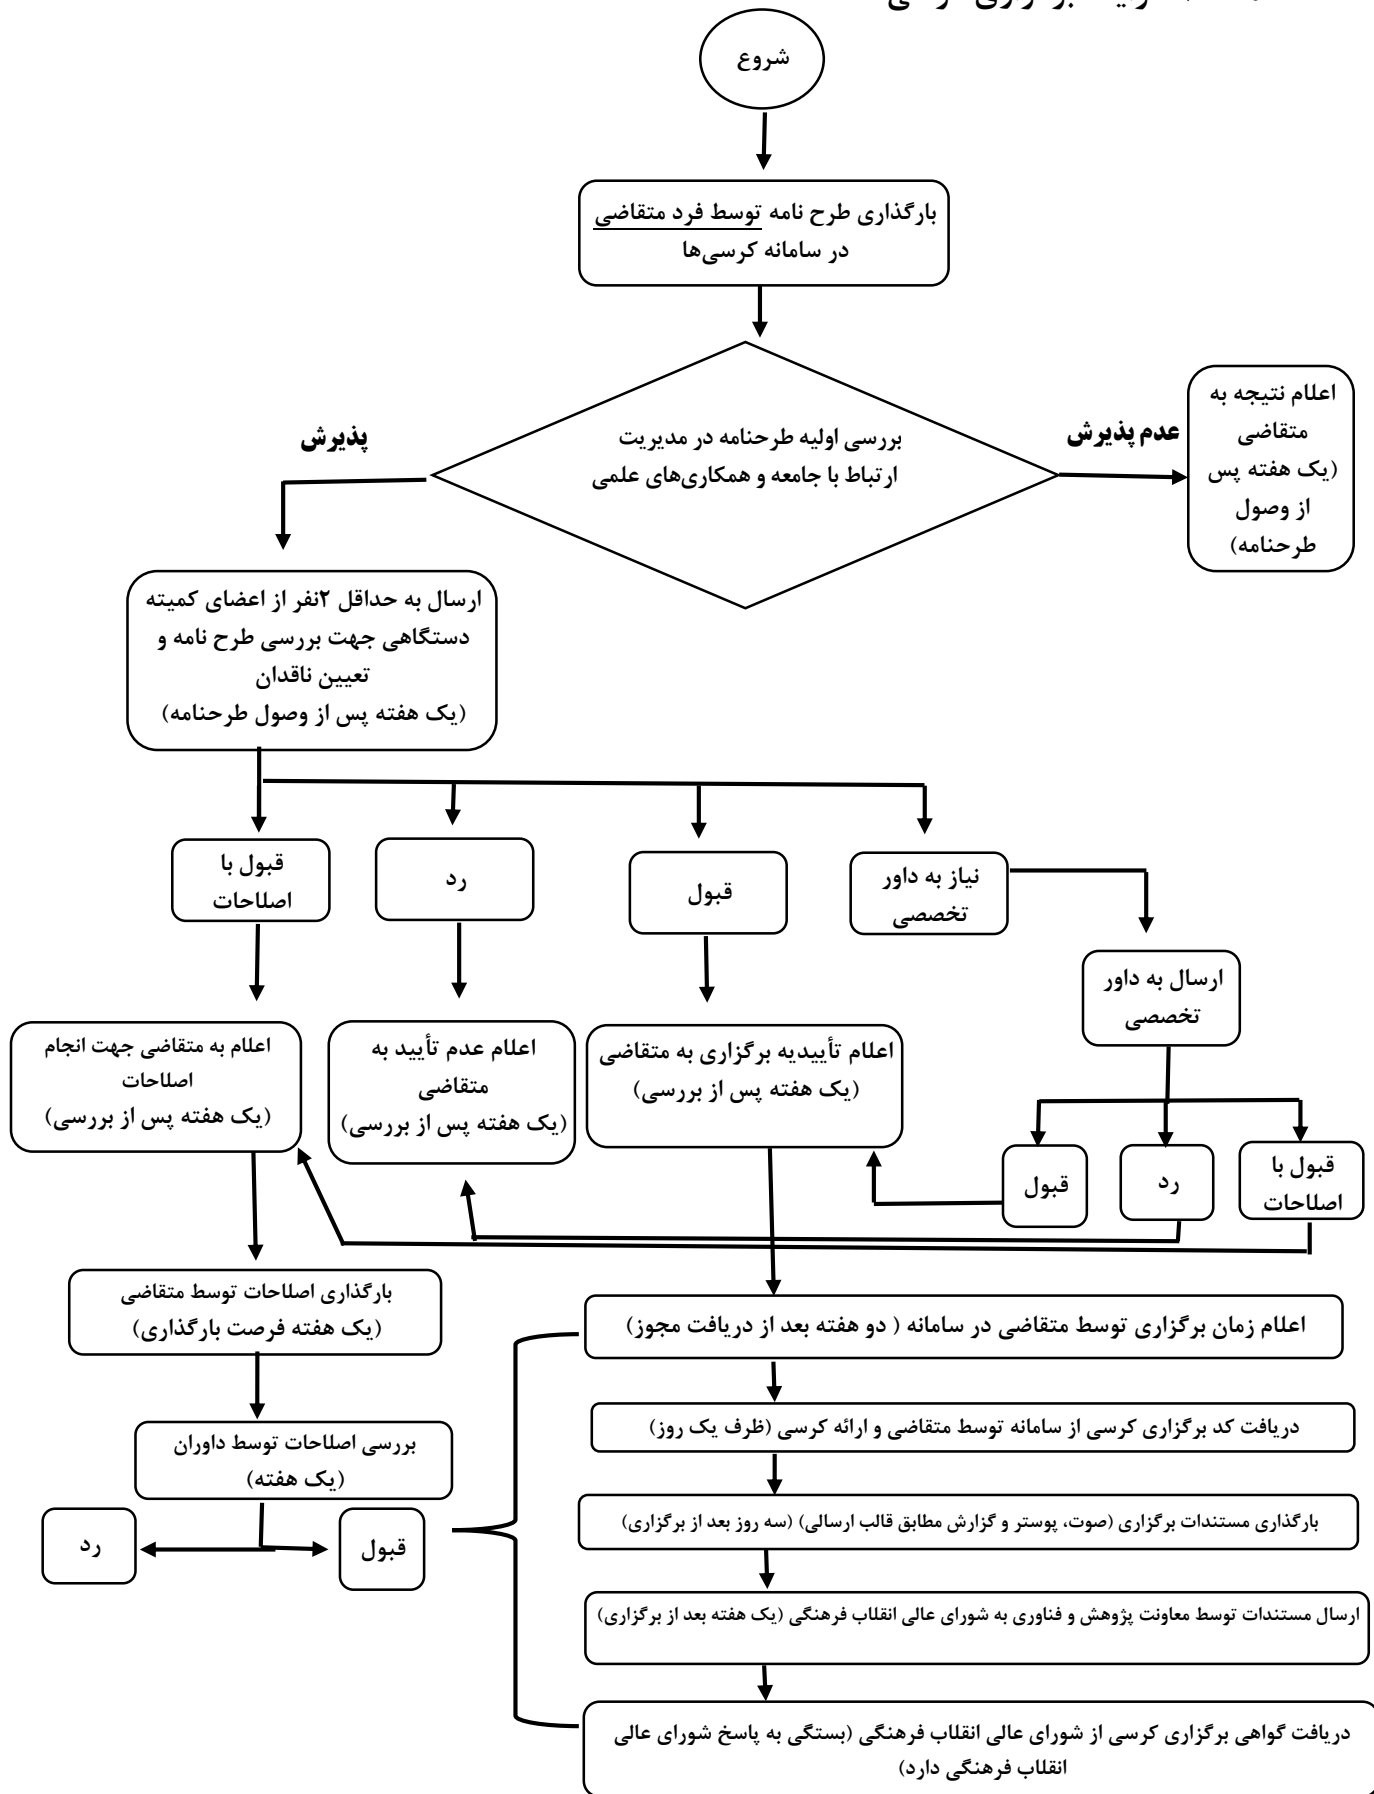 برگزاری
شروع
بارگذاری طرح نامه توسط فرد متقاضی
در سامانه کرسی‌ها
بررسی اولیه طرحنامه در مدیریت
ارتباط با جامعه و همکاری‌های علمی
عدم پذیرش
اعلام نتیجه به
متقاضی
(یک هفته پس
از وصول
طرحنامه)
پذیرش
ارسال به حداقل ۲نفر از اعضای کمیته
دستگاهی جهت بررسی طرح نامه و
تعیین ناقدان
(یک هفته پس از وصول طرحنامه)
نیاز به داور
تخصصی
قبول
رد
قبول با
اصلاحات
ارسال به داور
تخصصی
اعلام تأییدیه برگزاری به متقاضی
(یک هفته پس از بررسی)
اعلام عدم تأیید به
متقاضی
(یک هفته پس از بررسی)
اعلام به متقاضی جهت انجام
اصلاحات
(یک هفته پس از بررسی)
قبول با
اصلاحات
رد
قبول
بارگذاری اصلاحات توسط متقاضی
(یک هفته فرصت بارگذاری)
بررسی اصلاحات توسط داوران
(یک هفته)
قبول
رد
اعلام زمان برگزاری توسط متقاضی در سامانه ( دو هفته بعد از دریافت مجوز)
دریافت کد برگزاری کرسی از سامانه توسط متقاضی و ارائه کرسی (ظرف یک روز)
بارگذاری مستندات برگزاری (صوت، پوستر و گزارش مطابق قالب ارسالی) (سه روز بعد از برگزاری)
ارسال مستندات توسط معاونت پژوهش و فناوری به شورای عالی انقلاب فرهنگی (یک هفته بعد از برگزاری)
دریافت گواهی برگزاری کرسی از شورای عالی انقلاب فرهنگی (بستگی به پاسخ شورای عالی
انقلاب فرهنگی دارد)